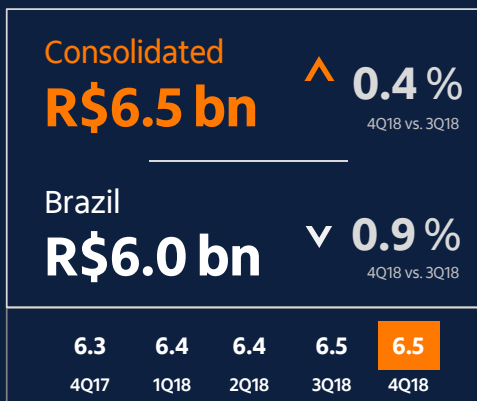 Consolidated
R$6.5 bn
0.4 %
4Q18 vs. 3Q18
Brazil
R$6.0 bn
0.9 %
4Q18 vs. 3Q18
6.3 6.4 6.4 6.5 6.5
4Q17 1Q18 2Q18 3Q18 4Q18